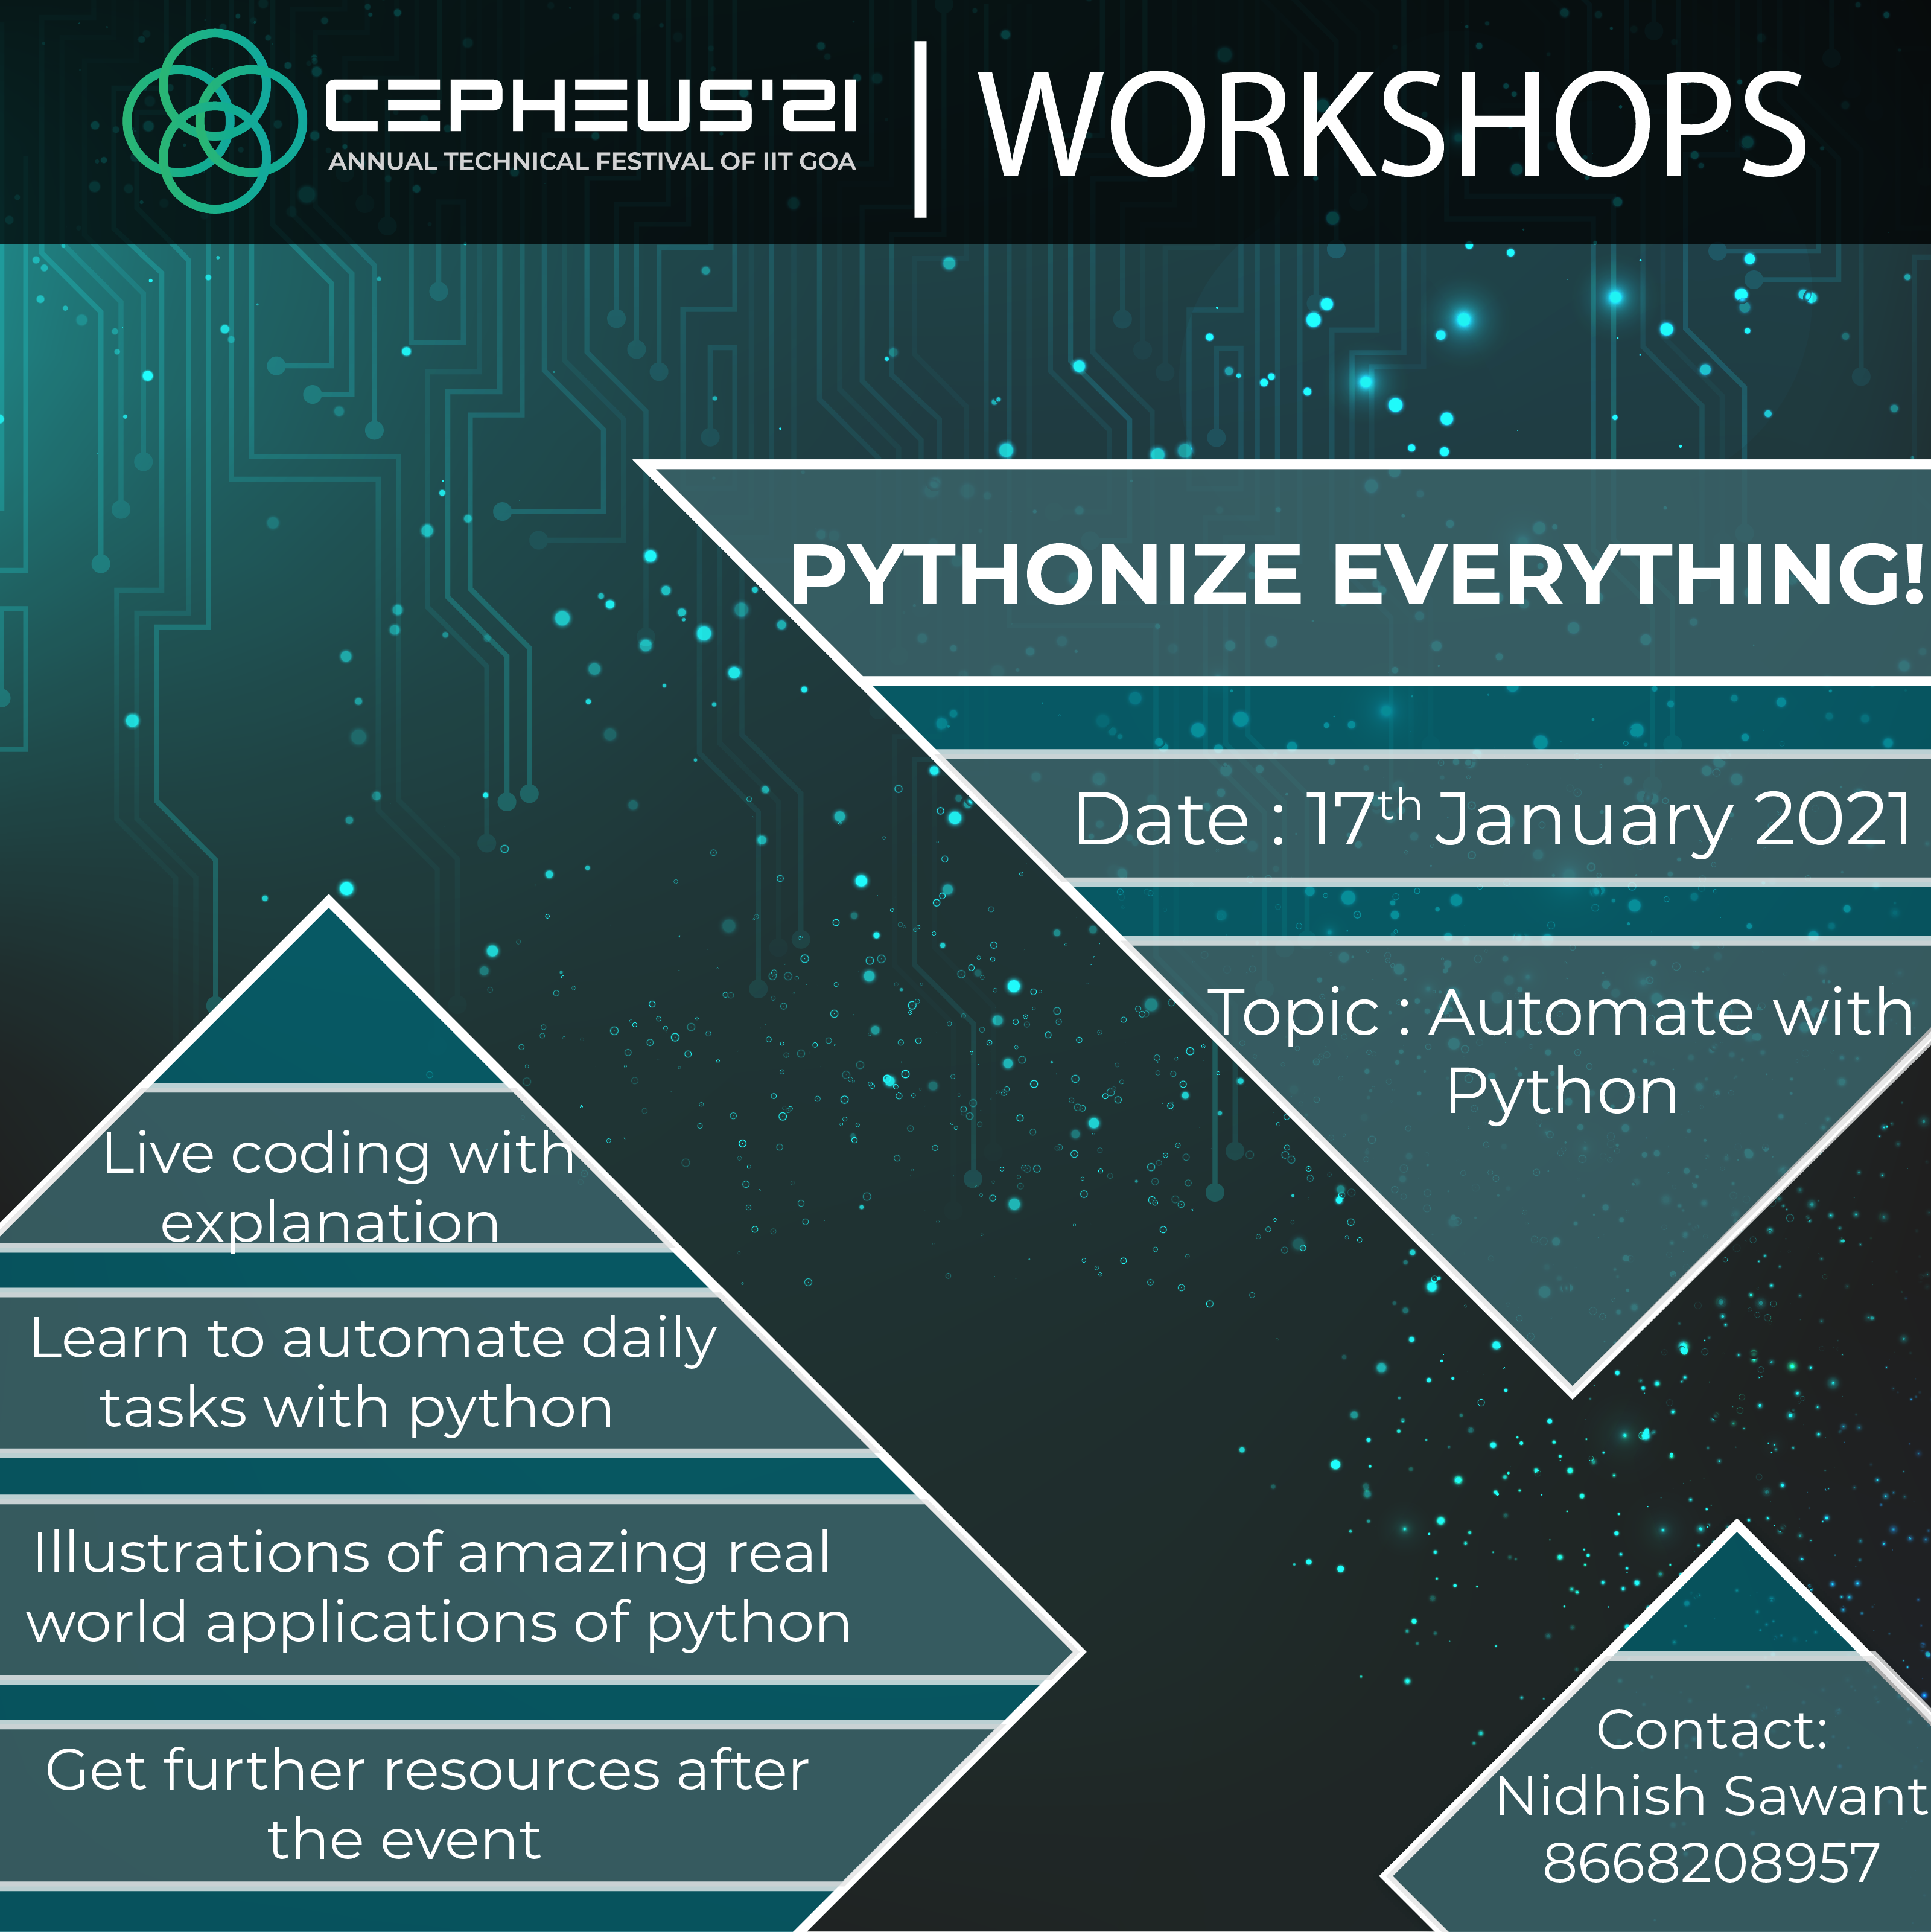 CEPHEUS'21
ANNUAL TECHNICAL FESTIVAL OF IIT GOA
WORKSHOPS
PYTHONIZE EVERYTHING!
Date : 17th January 2021
Topic : Automate with
Python
Live coding with
explanation
Learn to automate daily
tasks with python
Illustrations of amazing real
world applications of python
Get further resources after
the event
Contact:
Nidhish Sawant
8668208957